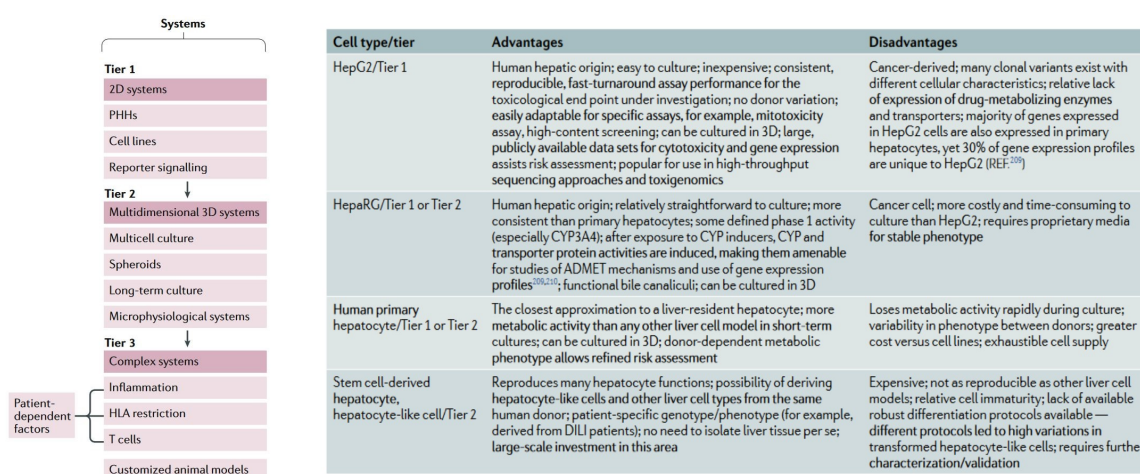 Systems
Tier 1
2D systems
PHHs
Cell lines
Reporter signalling
Tier 2
Multidimensional 3D systems
Multicell culture
Spheroids
Long-term culture
Microphysiological systems
Tier 3
Complex systems
Inflammation
HLA restriction
T cells
Customized animal models
Patient-
dependent
factors
Cell type/tier
Advantages
Disadvantages
HepG2/Tier 1
Human hepatic origin; easy to culture; inexpensive; consistent,
reproducible, fast-turnaround assay performance for the
toxicological end point under investigation; no donor variation;
easily adaptable for specific assays, for example, mitotoxicity
assay, high-content screening; can be cultured in 3D; large,
publicly available data sets for cytotoxicity and gene expression
assists risk assessment; popular for use in high-throughput
sequencing approaches and toxigenomics
Cancer-derived; many clonal variants exist with
different cellular characteristics; relative lack
of expression of drug-metabolizing enzymes
and transporters; majority of genes expressed
in HepG2 cells are also expressed in primary
hepatocytes, yet 30% of gene expression profiles
are unique to HepG2 (REF.209)
HepaRG/Tier 1 or Tier 2
Human hepatic origin; relatively straightforward to culture; more
consistent than primary hepatocytes; some defined phase 1 activity
(especially CYP3A4); after exposure to CYP inducers, CYP and
transporter protein activities are induced, making them amenable
for studies of ADMET mechanisms and use of gene expression
profiles209,210; functional bile canaliculi; can be cultured in 3D
Cancer cell; more costly and time-consuming to
culture than HepG2; requires proprietary media
for stable phenotype
Human primary
hepatocyte/Tier 1 or Tier 2
The closest approximation to a liver-resident hepatocyte; more
metabolic activity than any other liver cell model in short-term
cultures; can be cultured in 3D; donor-dependent metabolic
phenotype allows refined risk assessment
Loses metabolic activity rapidly during culture;
variability in phenotype between donors; greater
cost versus cell lines; exhaustible cell supply
Stem cell-derived
hepatocyte,
hepatocyte-like cell/Tier 2
Reproduces many hepatocyte functions; possibility of deriving
hepatocyte-like cells and other liver cell types from the same
human donor; patient-specific genotype/phenotype (for example,
derived from DILI patients); no need to isolate liver tissue per se;
large-scale investment in this area
Expensive; not as reproducible as other liver cell
models; relative cell immaturity; lack of available
robust differentiation protocols available —
different protocols led to high variations in
transformed hepatocyte-like cells; requires furthe
characterization/validation